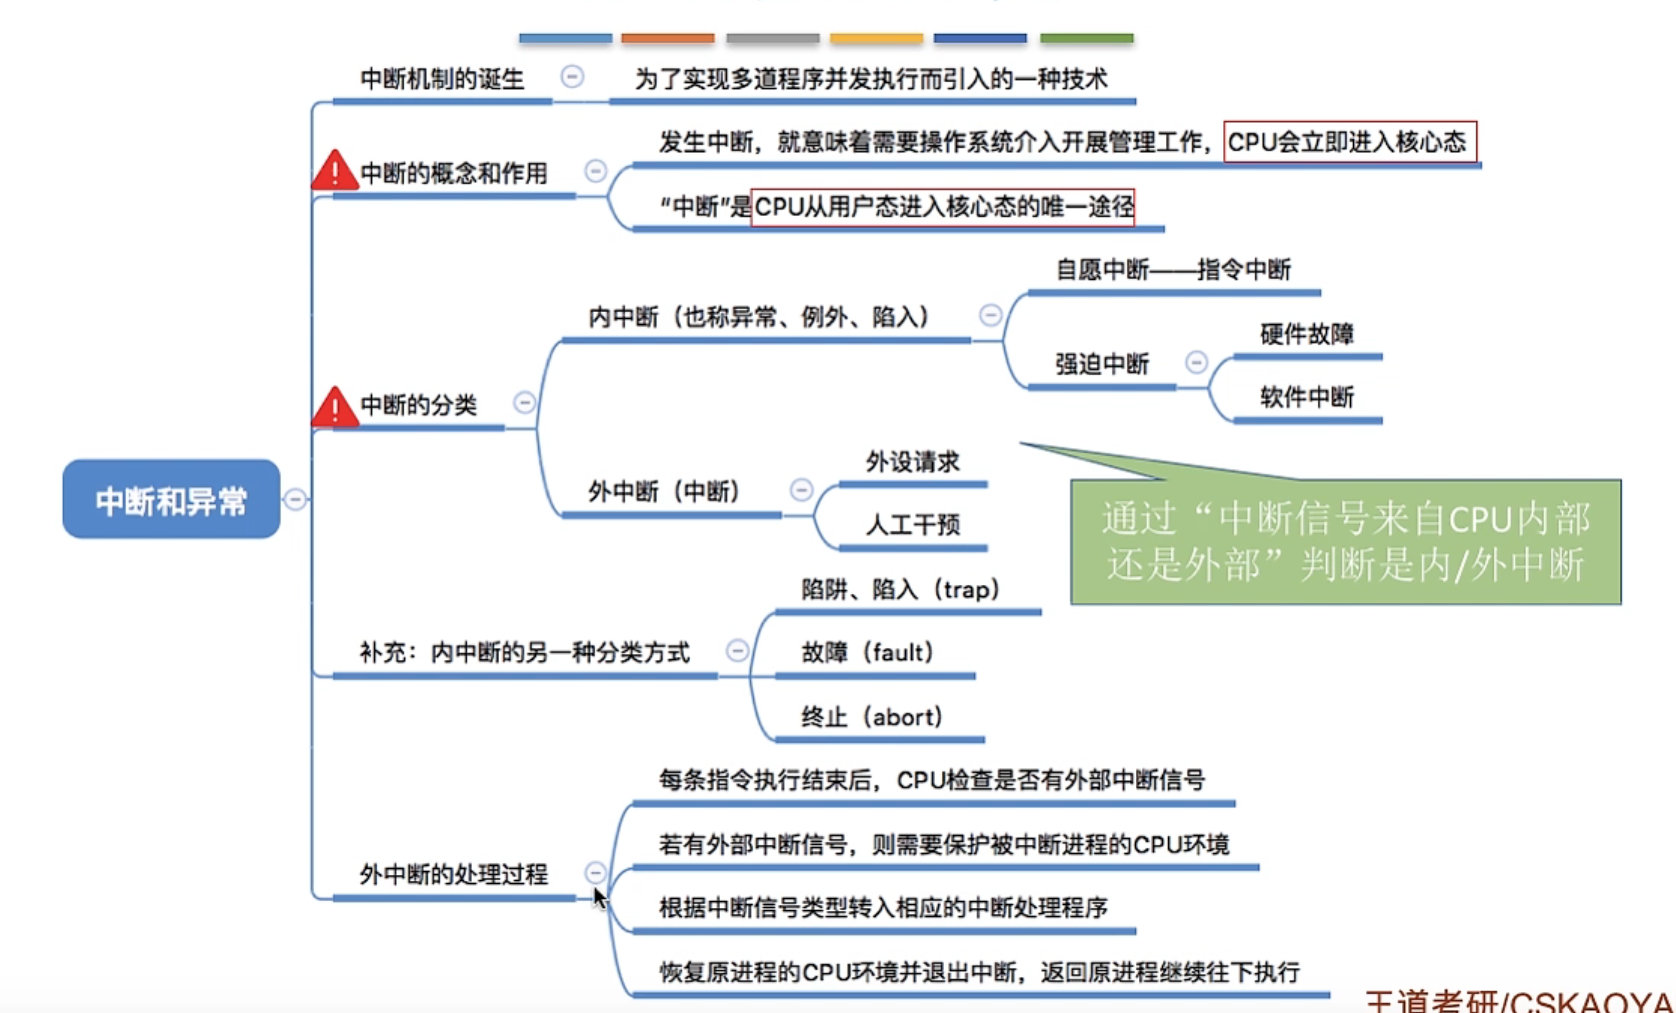 中断机制的诞生
为了实现多道程序并发执行而引入的一种技术
中断的概念和作用
发生中断，就意味着需要操作系统介入开展管理工作，CPU会立即进入核心态
“中断”是CPU从用户态进入核心态的唯一途径
中断和异常
中断的分类
内中断（也称异常、例外、陷入）
自愿中断——指令中断
强迫中断
硬件故障
软件中断
外中断（中断）
外设请求
人工干预
通过“中断信号来自CPU内部
还是外部”判断是内/外中断
补充：内中断的另一种分类方式
陷阱、陷入（trap）
故障（fault）
终止（abort）
外中断的处理过程
每条指令执行结束后，CPU检查是否有外部中断信号
若有外部中断信号，则需要保护被中断进程的CPU环境
根据中断信号类型转入相应的中断处理程序
恢复原进程的CPU环境并退出中断，返回原进程继续往下执行
王道考研/CSKAOYA